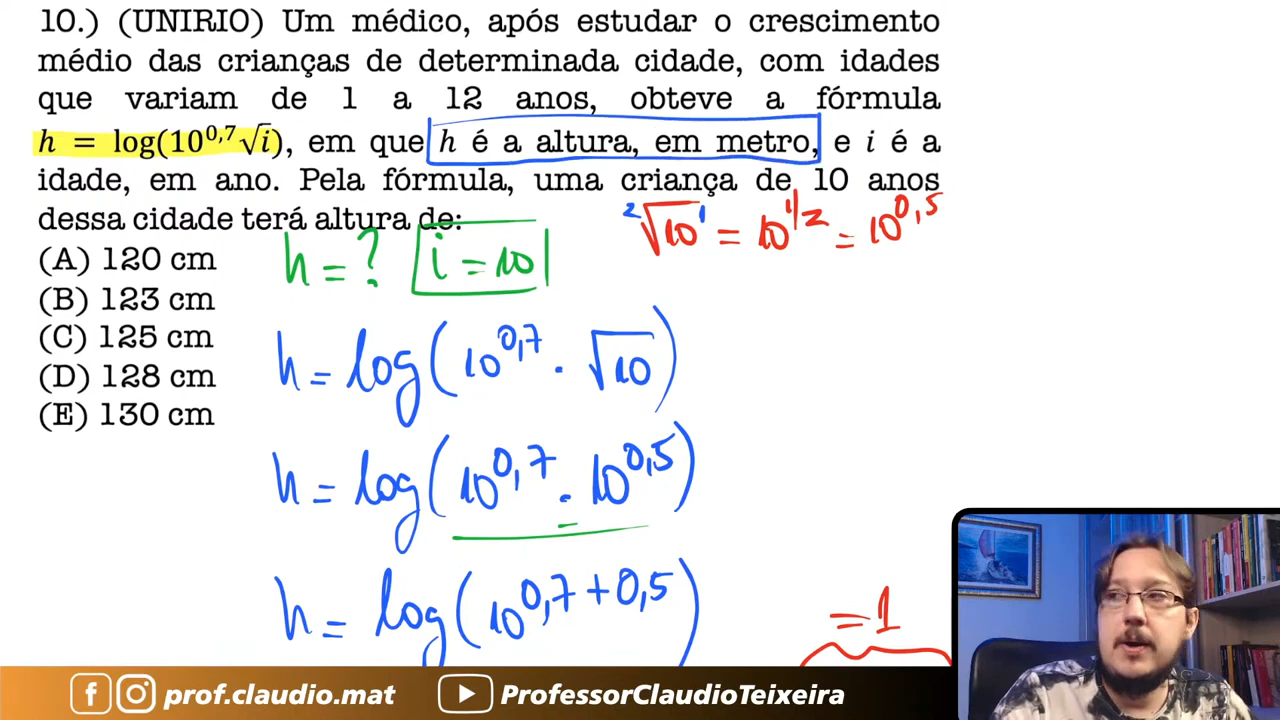 10.) (UNIRIO) Um médico, após estudar o crescimento
médio das crianças de determinada cidade, com idades
que variam de 1 a 12 anos, obteve a fórmula
h = log(10^0,7 √i), em que h é a altura, em metro, e i é a
idade, em ano. Pela fórmula, uma criança de 10 anos
dessa cidade terá altura de:
²√10¹ = 10^1/2 = 10^0,5
(A) 120 cm
(B) 123 cm
(C) 125 cm
(D) 128 cm
(E) 130 cm
h = ? i = 10
h = log(10^0,7 . √10)
h = log(10^0,7 . 10^0,5)
h = log(10^0,7+0,5)
= 1
prof.claudio.mat
ProfessorClaudioTeixeira